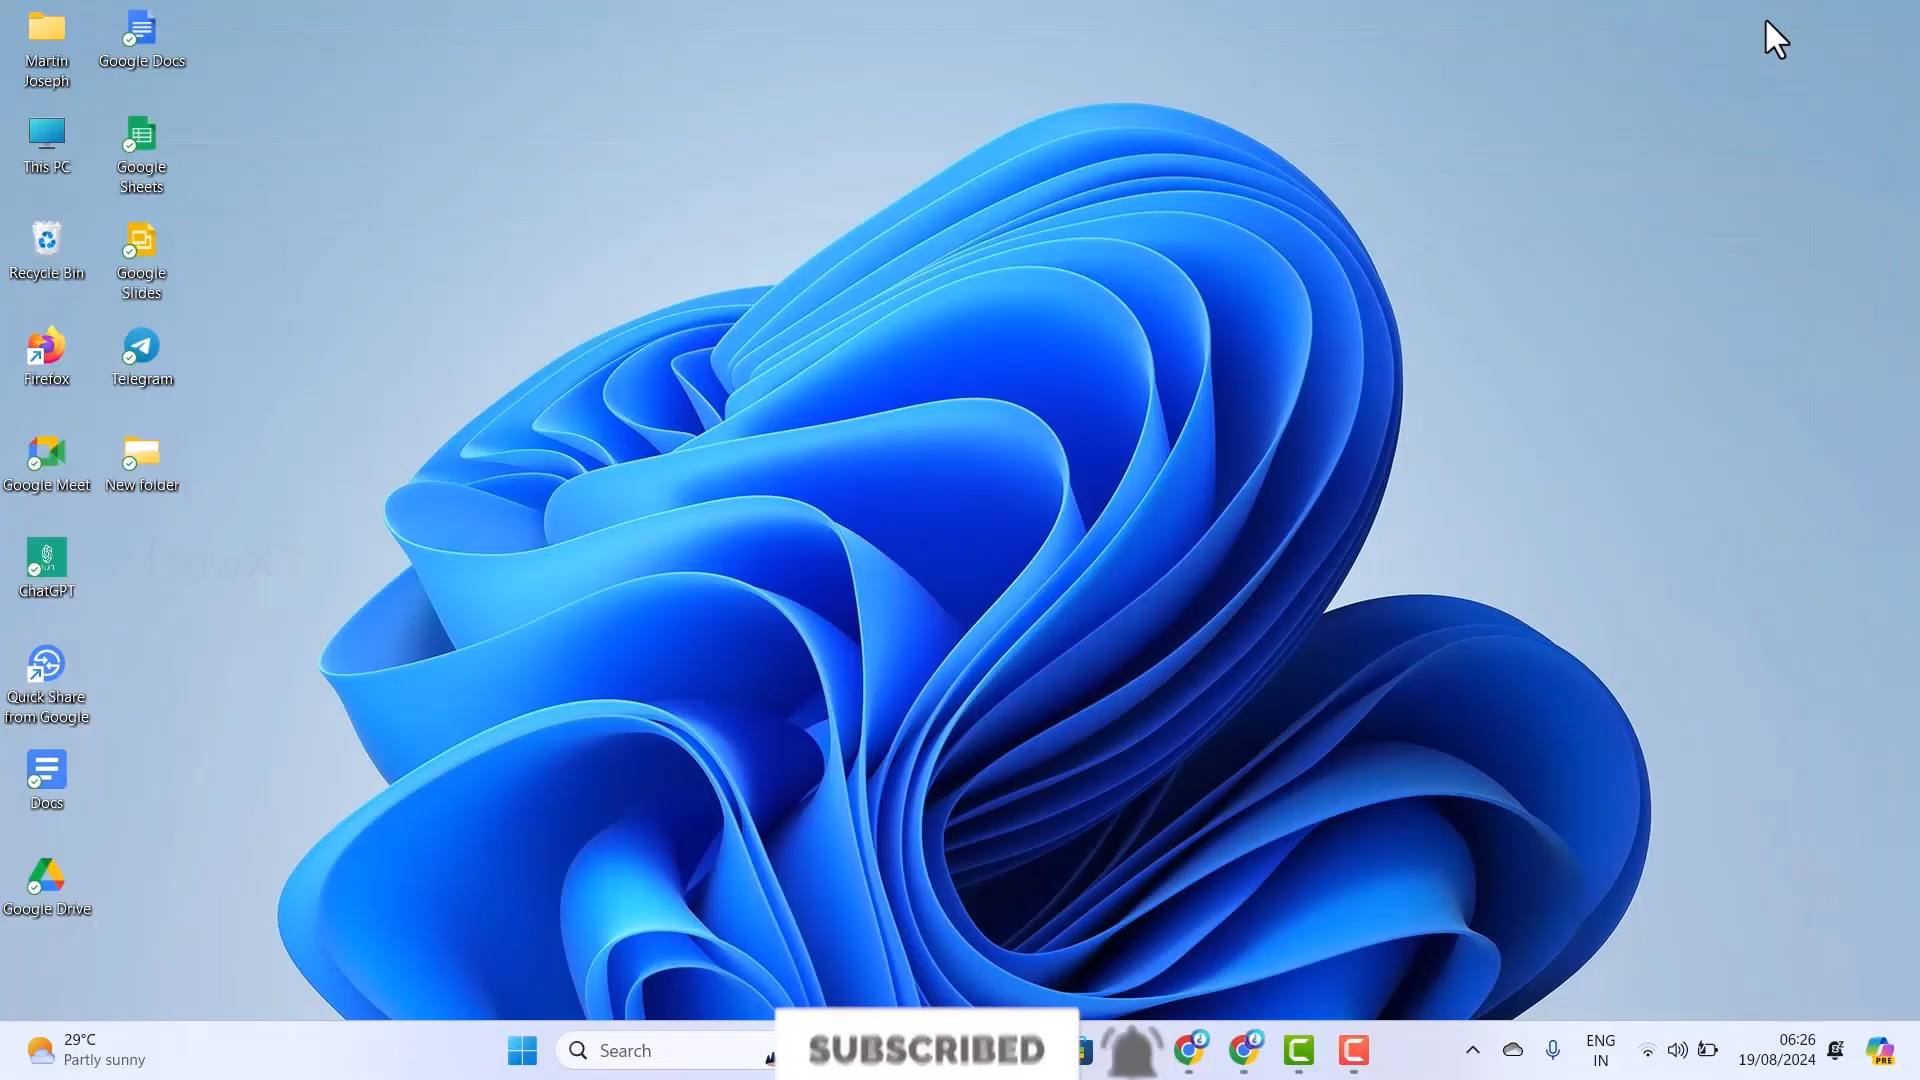 Martin
Joseph
Google Docs
This PC
Google
Sheets
Recycle Bin
Google
Slides
Firefox
Telegram
Google Meet
New folder
ChatGPT
Quick Share
from Google
Docs
Google Drive
29°C
Partly sunny
Search
SUBSCRIBED
ENG
IN
06:26
19/08/2024
PRE